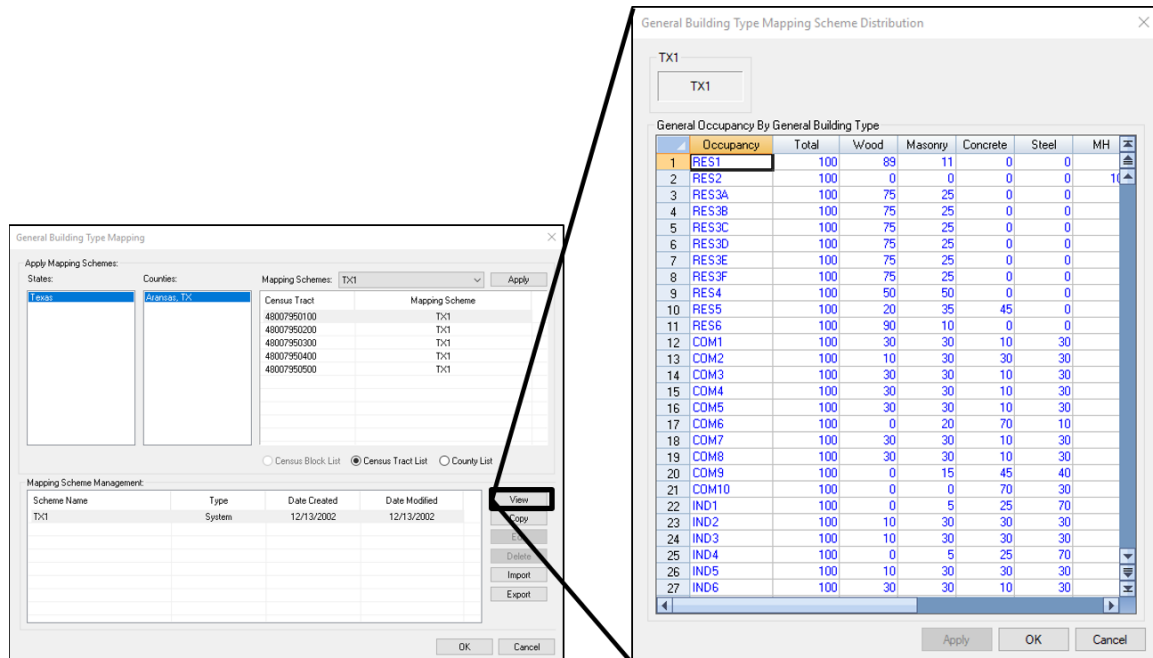 General Building Type Mapping
Apply Mapping Schemes:
States: Counties: Mapping Schemes: TX1 Apply
Texas Aransas, TX Census Tract Mapping Scheme
48007950100 TX1
48007950200 TX1
48007950300 TX1
48007950400 TX1
48007950500 TX1
Census Block List Census Tract List County List
Mapping Scheme Management:
Scheme Name Type Date Created Date Modified View
TX1 System 12/13/2002 12/13/2002 Copy
Delete
Import
Export
OK Cancel
General Building Type Mapping Scheme Distribution
TX1
TX1
General Occupancy By General Building Type
Occupancy Total Wood Masonry Concrete Steel MH
1 RES1 100 89 11 0 0
2 RES2 100 0 0 0 0
3 RES3A 100 75 25 0 0
4 RES3B 100 75 25 0 0
5 RES3C 100 75 25 0 0
6 RES3D 100 75 25 0 0
7 RES3E 100 75 25 0 0
8 RES3F 100 75 25 0 0
9 RES4 100 50 50 0 0
10 RES5 100 20 35 45 0
11 RES6 100 90 10 0 0
12 COM1 100 30 30 10 30
13 COM2 100 10 30 30 30
14 COM3 100 30 30 10 30
15 COM4 100 30 30 10 30
16 COM5 100 30 30 10 30
17 COM6 100 0 20 70 10
18 COM7 100 30 30 10 30
19 COM8 100 30 30 10 30
20 COM9 100 0 15 45 40
21 COM10 100 0 0 70 30
22 IND1 100 0 5 25 70
23 IND2 100 10 30 30 30
24 IND3 100 10 30 30 30
25 IND4 100 0 5 25 70
26 IND5 100 10 30 30 30
27 IND6 100 30 30 10 30
Apply OK Cancel